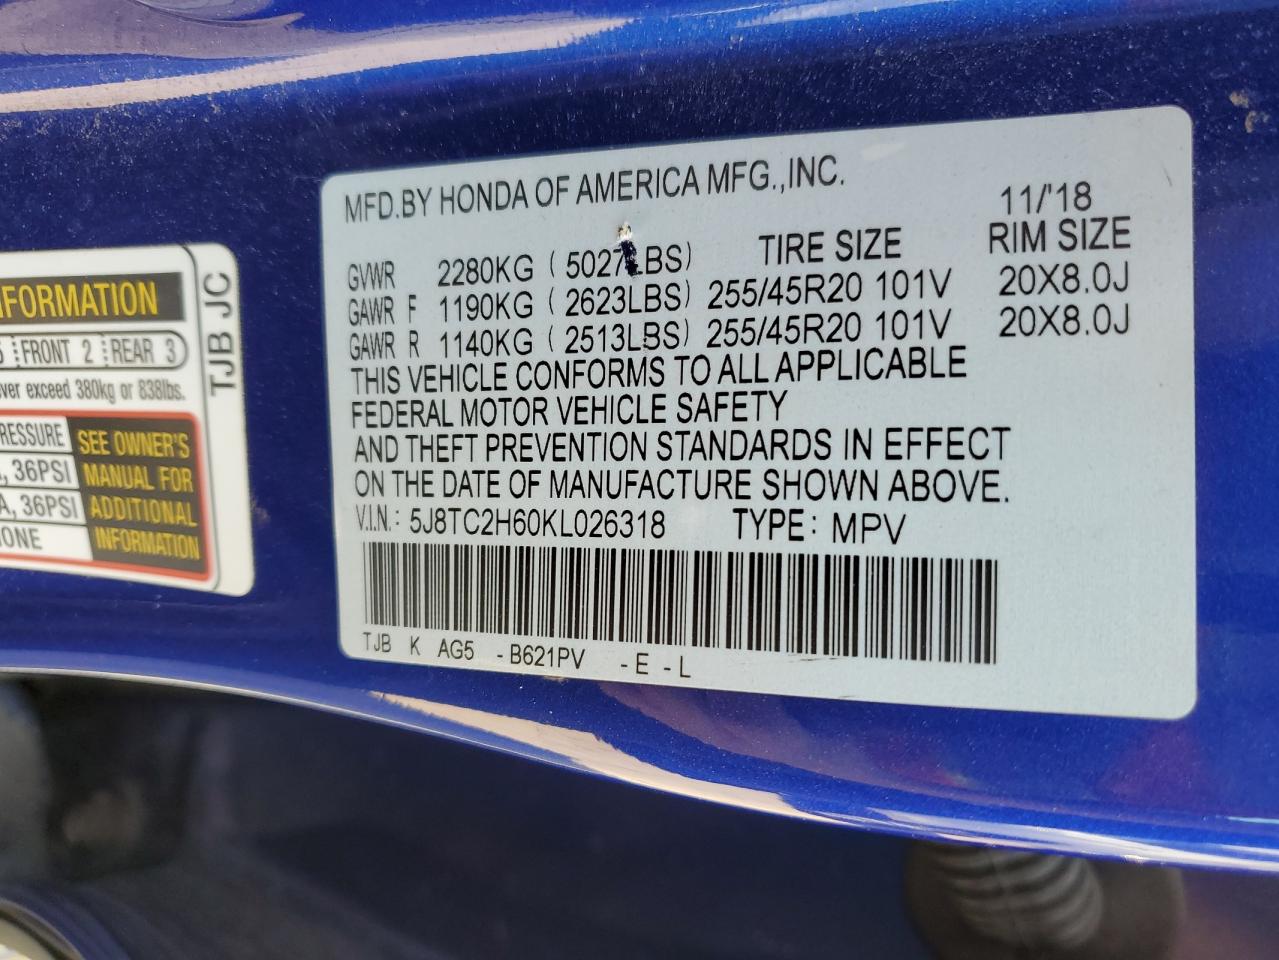 NFORMATION
FRONT 2 REAR 3
ver exceed 380kg or 838lbs.
RESSURE
, 36PSI
A, 36PSI
ONE
SEE OWNER'S
MANUAL FOR
ADDITIONAL
INFORMATION
TJB JC
MFD.BY HONDA OF AMERICA MFG.,INC.
11/'18
GVWR 2280KG ( 5027LBS) TIRE SIZE RIM SIZE
GAWR F 1190KG ( 2623LBS) 255/45R20 101V 20X8.0J
GAWR R 1140KG ( 2513LBS) 255/45R20 101V 20X8.0J
THIS VEHICLE CONFORMS TO ALL APPLICABLE
FEDERAL MOTOR VEHICLE SAFETY
AND THEFT PREVENTION STANDARDS IN EFFECT
ON THE DATE OF MANUFACTURE SHOWN ABOVE.
V.I.N.: 5J8TC2H60KL026318 TYPE: MPV
TJB K AG5 -B621PV -E-L